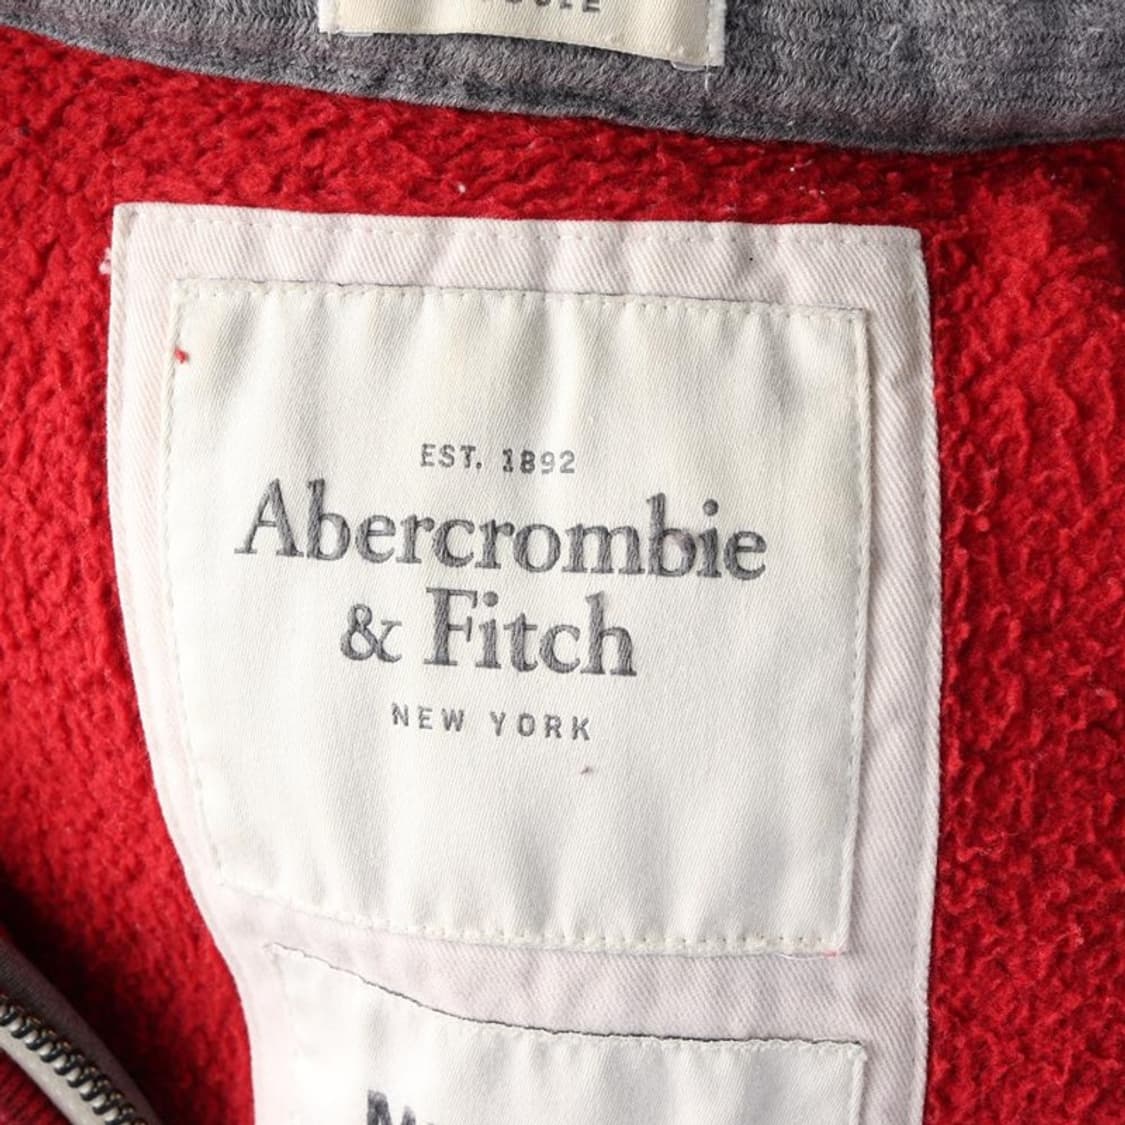 EST. 1892
Abercrombie
& Fitch
NEW YORK